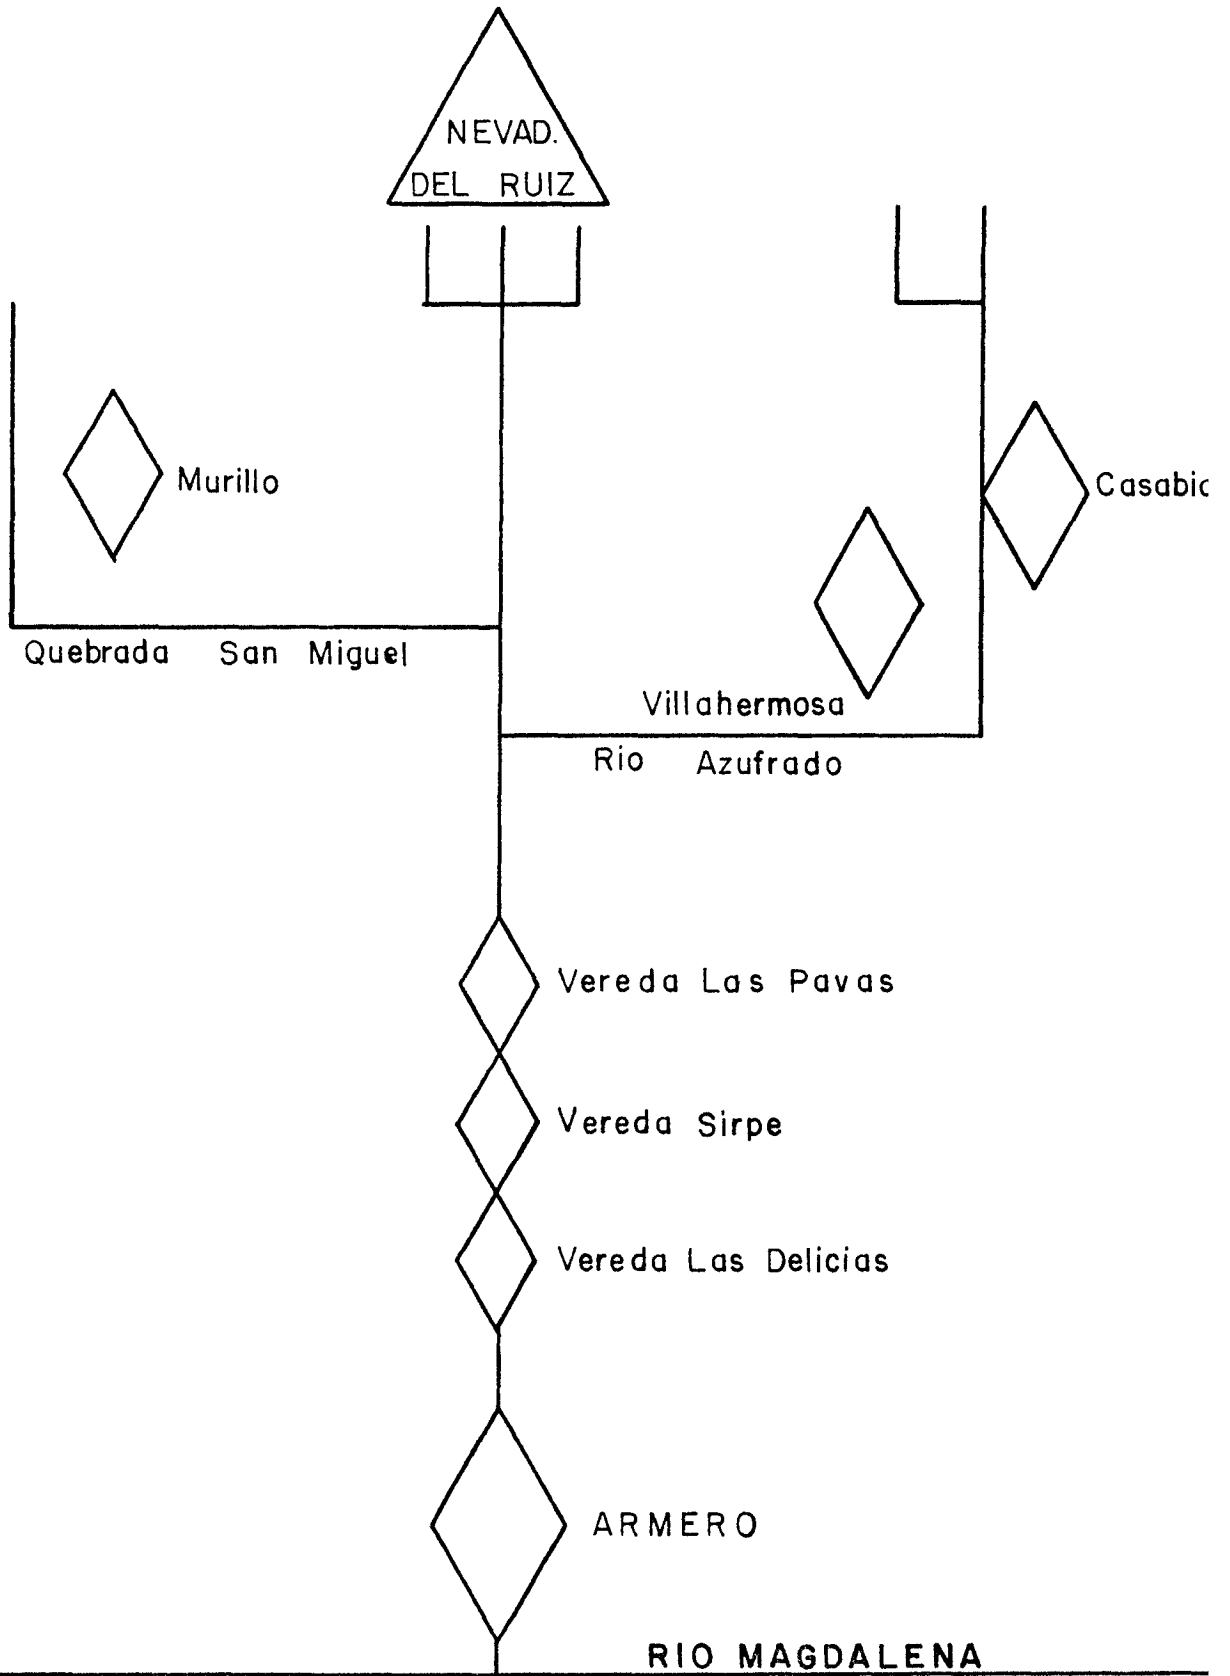 NEVAD.
DEL RUIZ
Murillo
Casabic
Quebrada San Miguel
Villahermosa
Rio Azufrado
Vereda Las Pavas
Vereda Sirpe
Vereda Las Delicias
ARMERO
RIO MAGDALENA